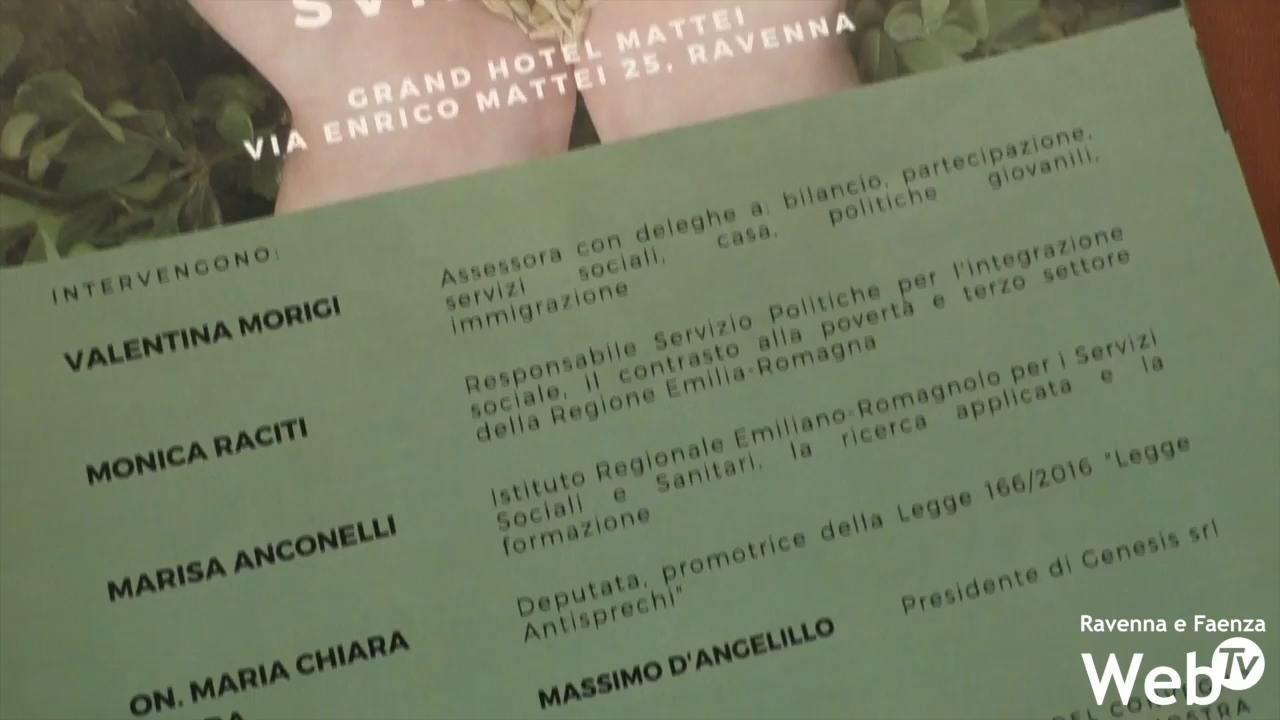 GRAND HOTEL MATTEI
VIA ENRICO MATTEI 25, RAVENNA
INTERVENGONO:
VALENTINA MORIGI
Assessora con deleghe a: bilancio, partecipazione,
servizi sociali, casa, politiche giovanili,
immigrazione
MONICA RACITI
Responsabile Servizio Politiche per l'integrazione
sociale, il contrasto alla povertà e terzo settore
della Regione Emilia-Romagna
MARISA ANCONELLI
Istituto Regionale Emiliano-Romagnolo per i Servizi
Sociali e Sanitari, la ricerca applicata e la
formazione
ON. MARIA CHIARA
Deputata, promotrice della Legge 166/2016 "Legge
Antisprechi"
MASSIMO D'ANGELILLO
Presidente di Genesis srl
Ravenna e Faenza
Web Tv